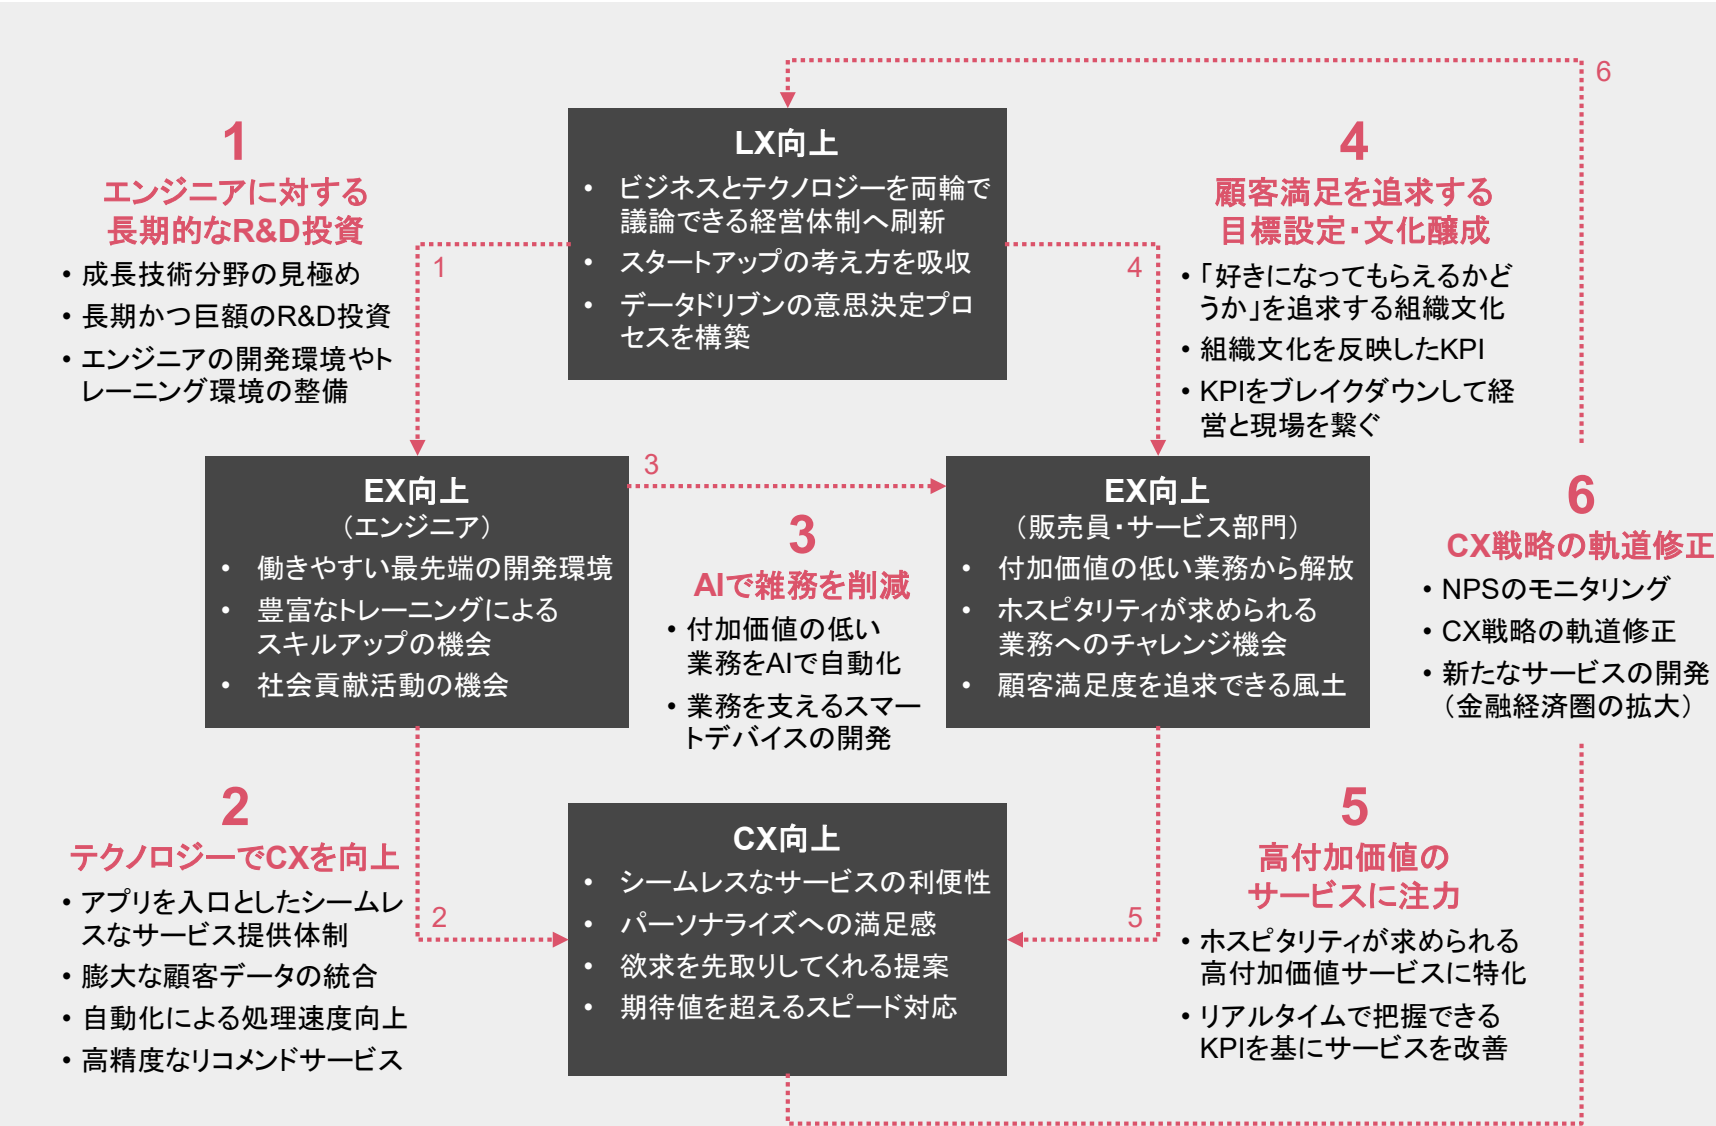 6
LX向上
• ビジネスとテクノロジーを両輪で
議論できる経営体制へ刷新
• スタートアップの考え方を吸収
• データドリブンの意思決定プロ
セスを構築
1
エンジニアに対する
長期的なR&D投資
• 成長技術分野の見極め
• 長期かつ巨額のR&D投資
• エンジニアの開発環境やト
レーニング環境の整備
1
4
4
顧客満足を追求する
目標設定・文化醸成
• 「好きになってもらえるかど
うか」を追求する組織文化
• 組織文化を反映したKPI
• KPIをブレイクダウンして経
営と現場を繋ぐ
EX向上
（エンジニア）
• 働きやすい最先端の開発環境
• 豊富なトレーニングによる
スキルアップの機会
• 社会貢献活動の機会
3
3
AIで雑務を削減
• 付加価値の低い
業務をAIで自動化
• 業務を支えるスマー
トデバイスの開発
EX向上
（販売員・サービス部門）
• 付加価値の低い業務から解放
• ホスピタリティが求められる
業務へのチャレンジ機会
• 顧客満足度を追求できる風土
6
CX戦略の軌道修正
• NPSのモニタリング
• CX戦略の軌道修正
• 新たなサービスの開発
（金融経済圏の拡大）
2
テクノロジーでCXを向上
• アプリを入口としたシームレ
スなサービス提供体制
• 膨大な顧客データの統合
• 自動化による処理速度向上
• 高精度なリコメンドサービス
2
CX向上
• シームレスなサービスの利便性
• パーソナライズへの満足感
• 欲求を先取りしてくれる提案
• 期待値を超えるスピード対応
5
5
高付加価値の
サービスに注力
• ホスピタリティが求められる
高付加価値サービスに特化
• リアルタイムで把握できる
KPIを基にサービスを改善